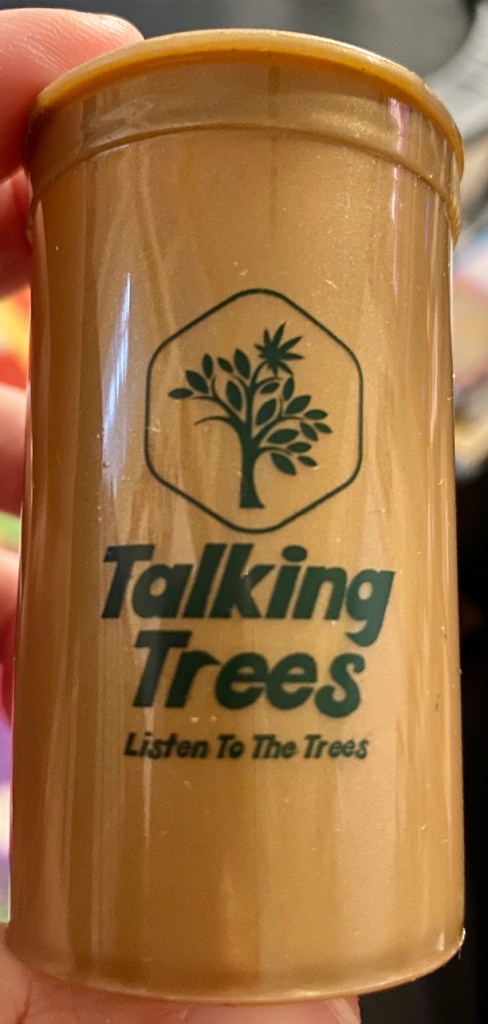 Talking
Trees
Listen To The Trees